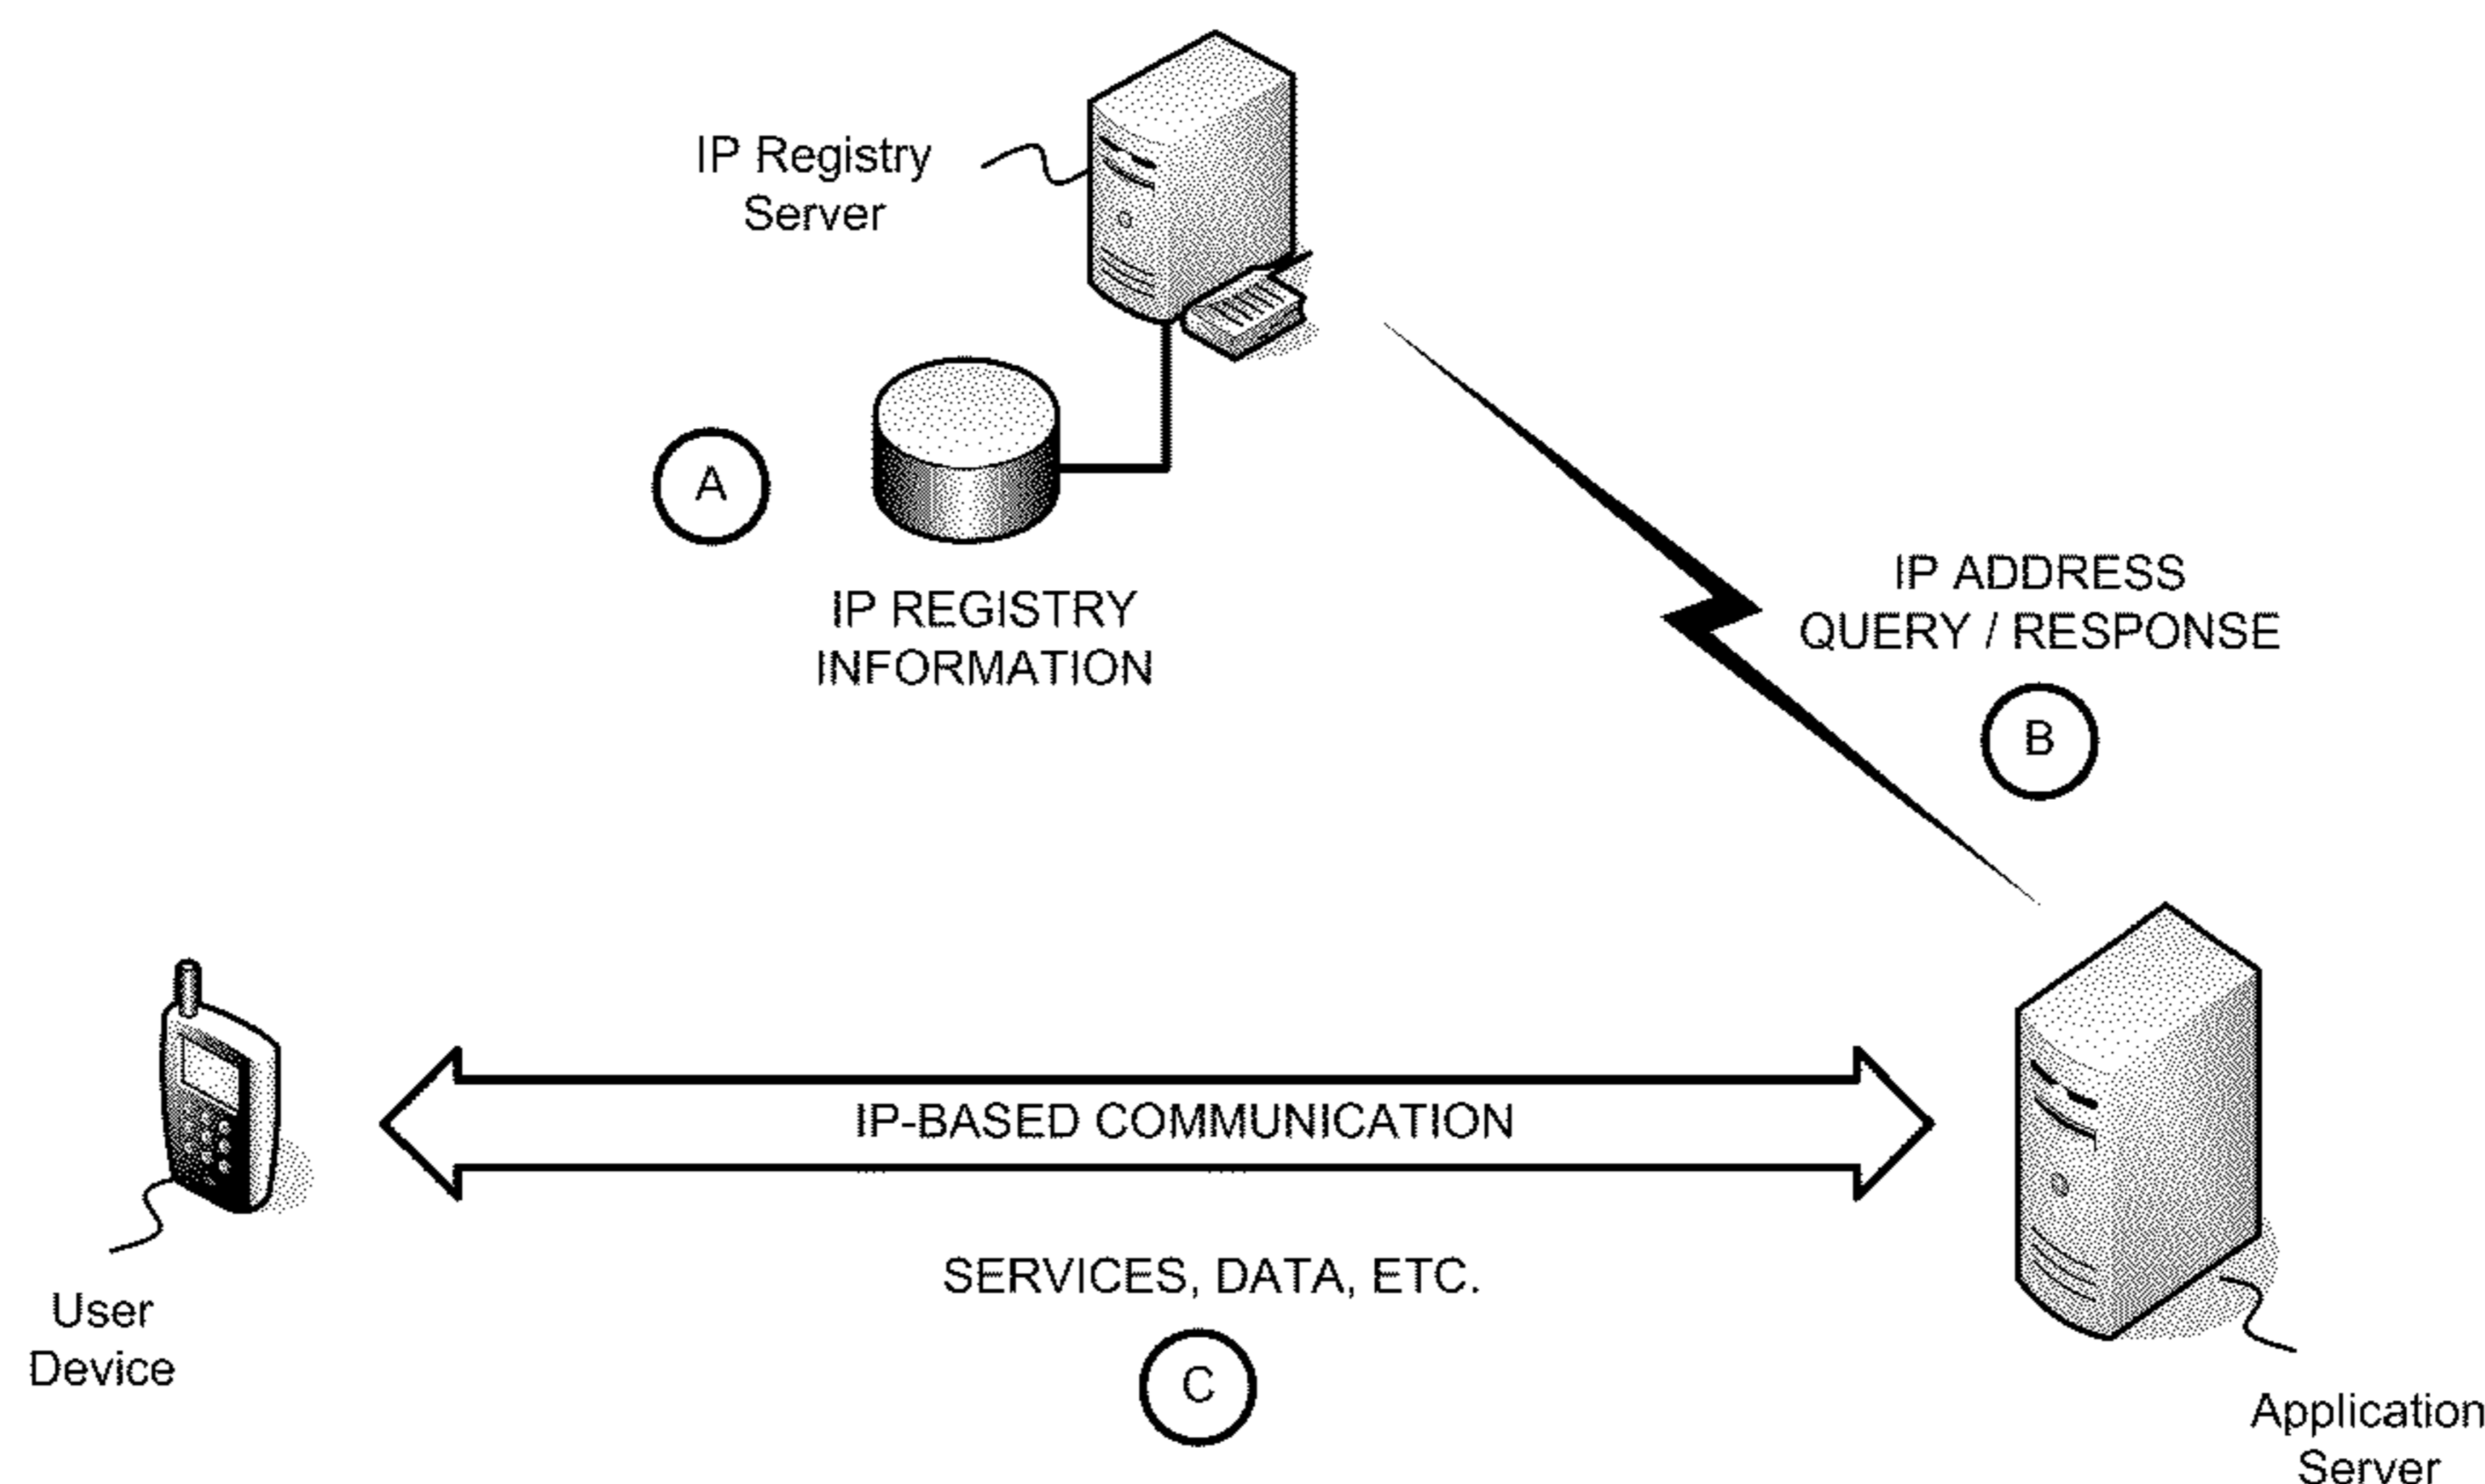 IP Registry
Server
A
IP REGISTRY
INFORMATION
IP ADDRESS
QUERY / RESPONSE
B
IP-BASED COMMUNICATION
SERVICES, DATA, ETC.
C
User
Device
Application
Server